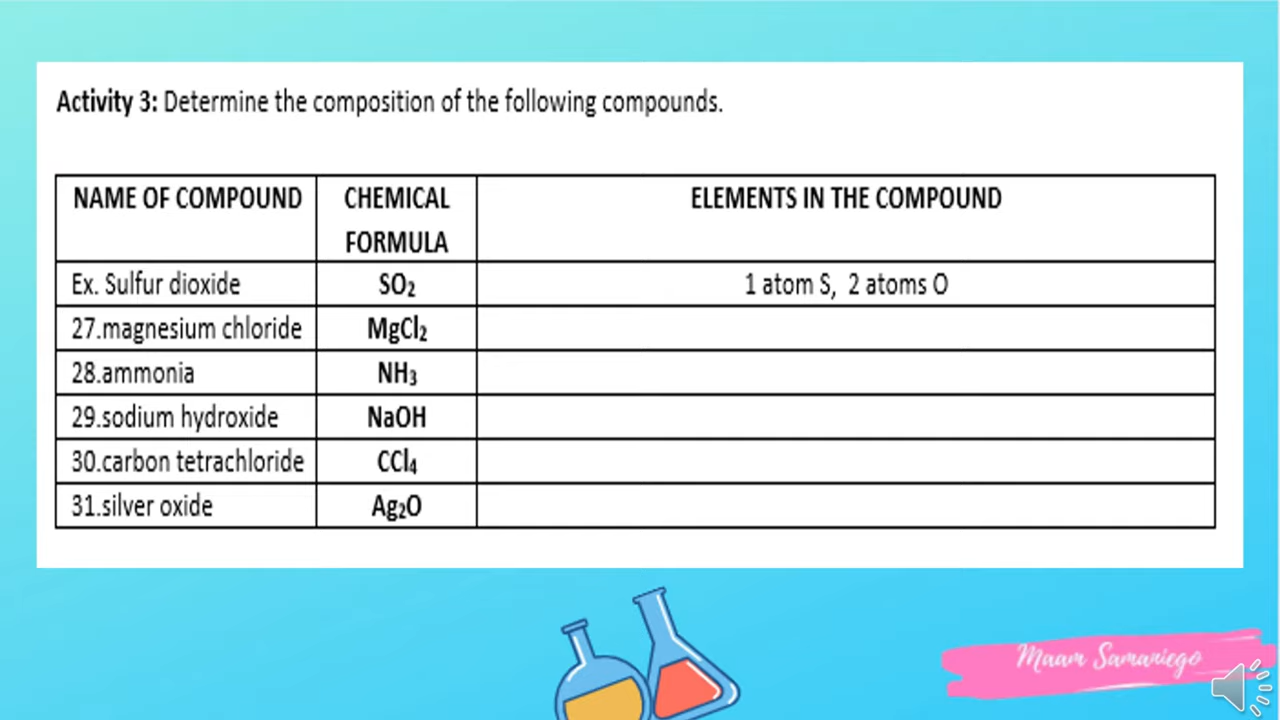 Activity 3: Determine the composition of the following compounds.
NAME OF COMPOUND CHEMICAL FORMULA ELEMENTS IN THE COMPOUND
Ex. Sulfur dioxide SO₂ 1 atom S, 2 atoms O
27.magnesium chloride MgCl₂
28.ammonia NH₃
29.sodium hydroxide NaOH
30.carbon tetrachloride CCl₄
31.silver oxide Ag₂O
Maam Samaniego